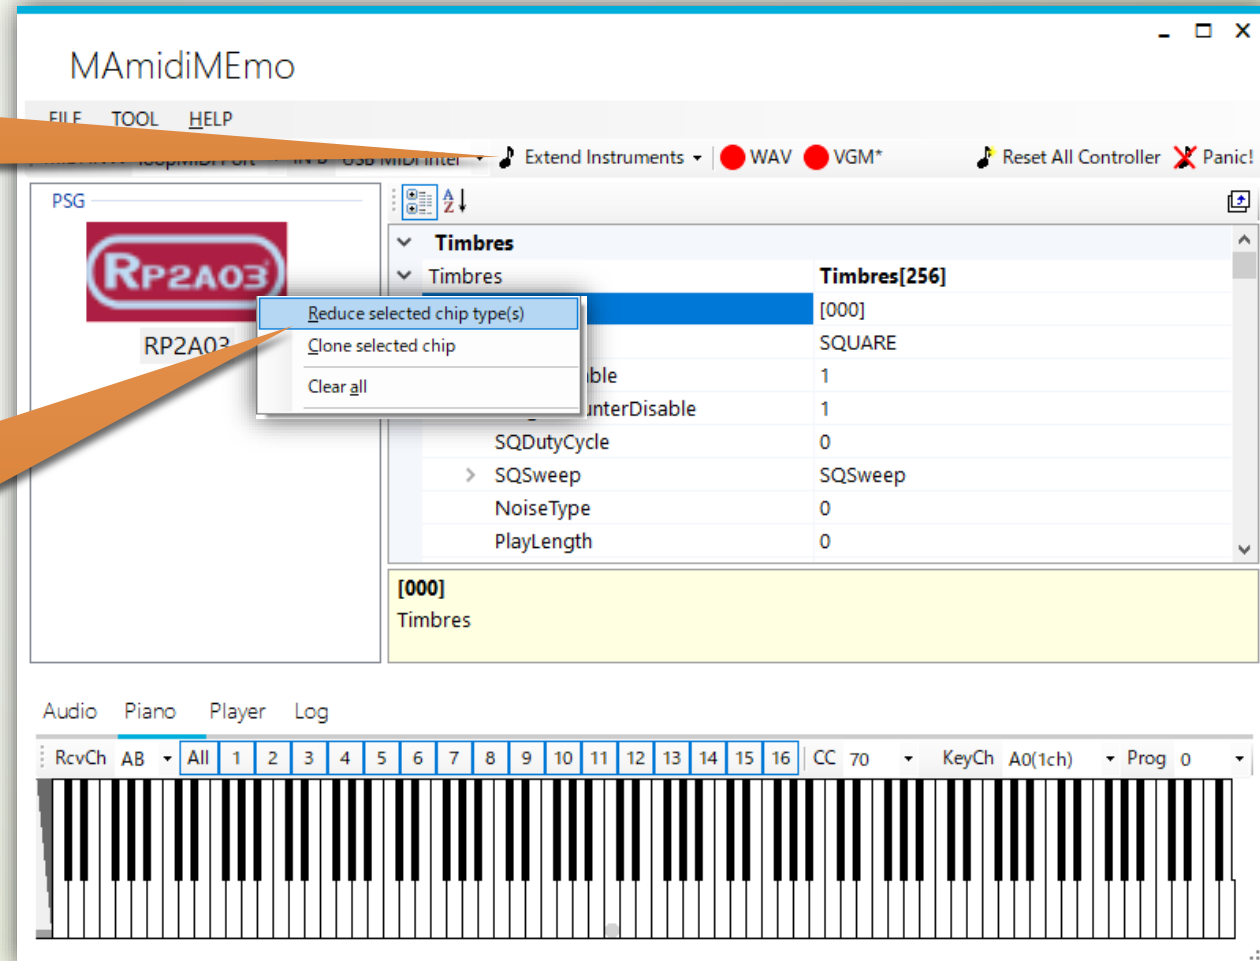 MAmidiMEmo
FILE TOOL HELP
MIDI Inter Extend Instruments WAV VGM* Reset All Controller Panic!
PSG
RP2A03
RP2A03
Timbres
Timbres Timbres[256]
[000]
SQUARE
1
1
SQDutyCycle 0
SQSweep SQSweep
NoiseType 0
PlayLength 0
Reduce selected chip type(s)
Clone selected chip
Clear all
[000]
Timbres
Audio Piano Player Log
RcvCh AB All 1 2 3 4 5 6 7 8 9 10 11 12 13 14 15 16 CC 70 KeyCh A0(1ch) Prog 0